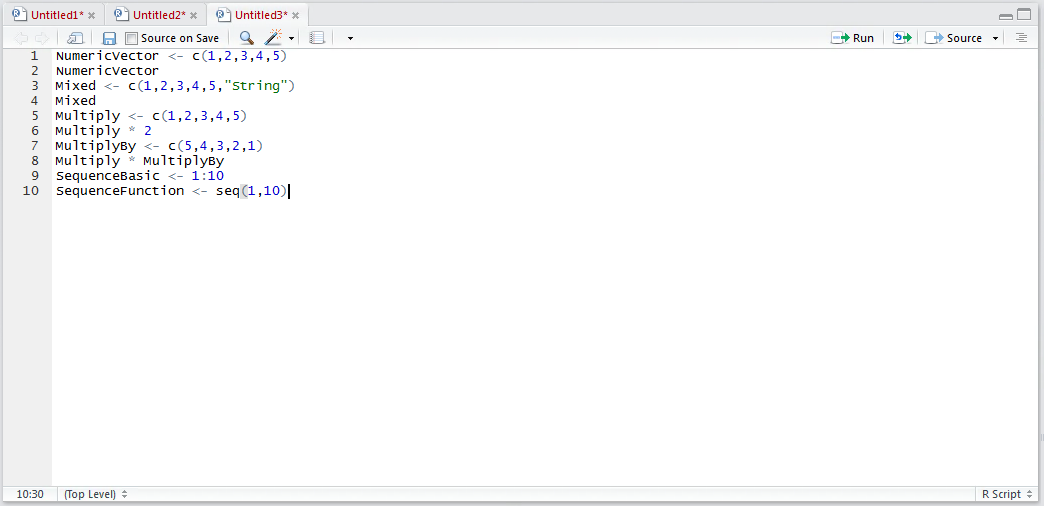 Untitled1* Untitled2* Untitled3*
Source on Save Run Source
1 NumericVector <- c(1,2,3,4,5)
2 NumericVector
3 Mixed <- c(1,2,3,4,5,"String")
4 Mixed
5 Multiply <- c(1,2,3,4,5)
6 Multiply * 2
7 MultiplyBy <- c(5,4,3,2,1)
8 Multiply * MultiplyBy
9 SequenceBasic <- 1:10
10 SequenceFunction <- seq(1,10)
10:30 (Top Level) R Script